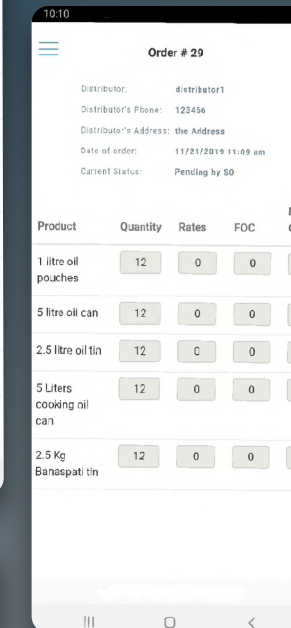 10:10
Order # 29
Distributor: distributor1
Distributor's Phone: 123456
Distributor's Address: the Address
Date of order: 11/21/2019 11:09 am
Current Status: Pending by SO
Product Quantity Rates FOC
1 litre oil 12 0 0
pouches
5 litre oil can 12 0 0
2.5 litre oil tin 12 0 0
5 Liters 12 0 0
cooking oil
can
2.5 Kg 12 0 0
Banaspati tin